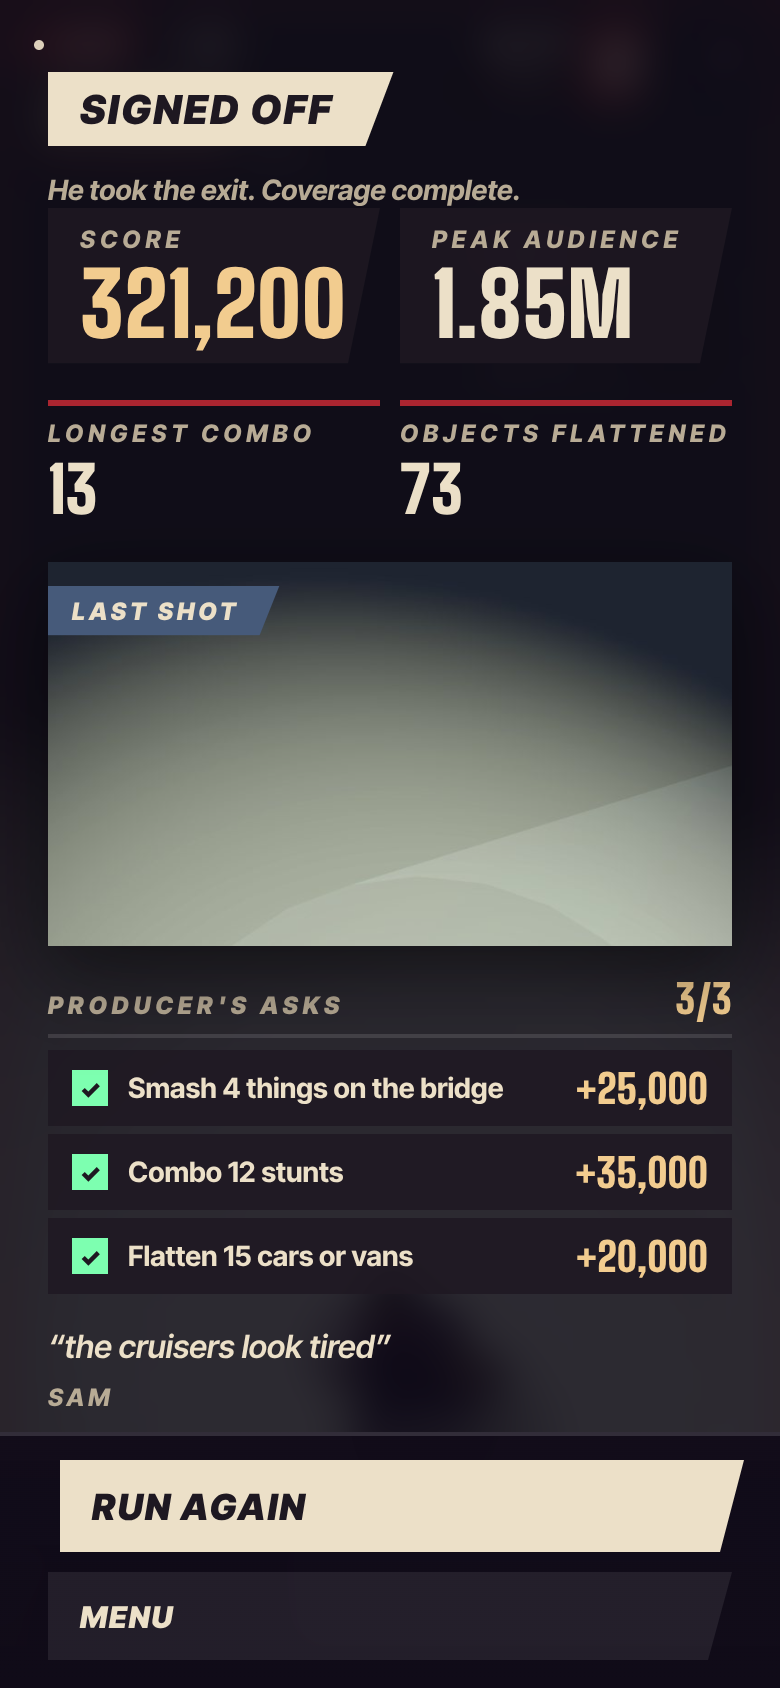 SIGNED OFF
He took the exit. Coverage complete.
SCORE
321,200
PEAK AUDIENCE
1.85M
LONGEST COMBO
13
OBJECTS FLATTENED
73
LAST SHOT
PRODUCER'S ASKS
3/3
Smash 4 things on the bridge +25,000
Combo 12 stunts +35,000
Flatten 15 cars or vans +20,000
“the cruisers look tired”
SAM
RUN AGAIN
MENU